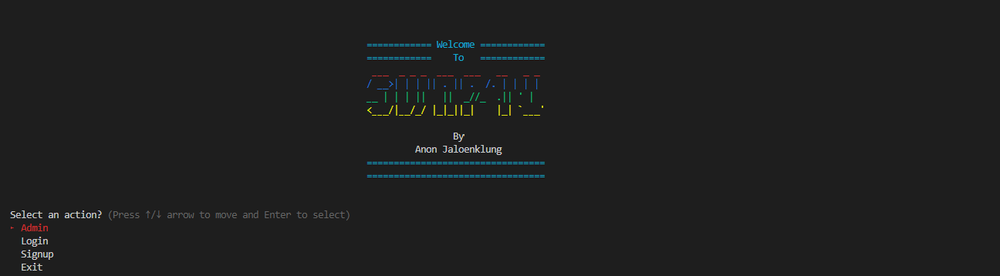 ============ Welcome ============
============    To   ============
 ___  _ _ _  ___  ___   __   _ _
/ __>| | | || . || .  /. | | | |
__ | | | ||   ||  _//_  .|| ' |
<___/|__/_/ |_|_||_|    |_| `___'
By
Anon Jaloenklung
=================================
=================================
Select an action? (Press ↑/↓ arrow to move and Enter to select)
▸ Admin
Login
Signup
Exit